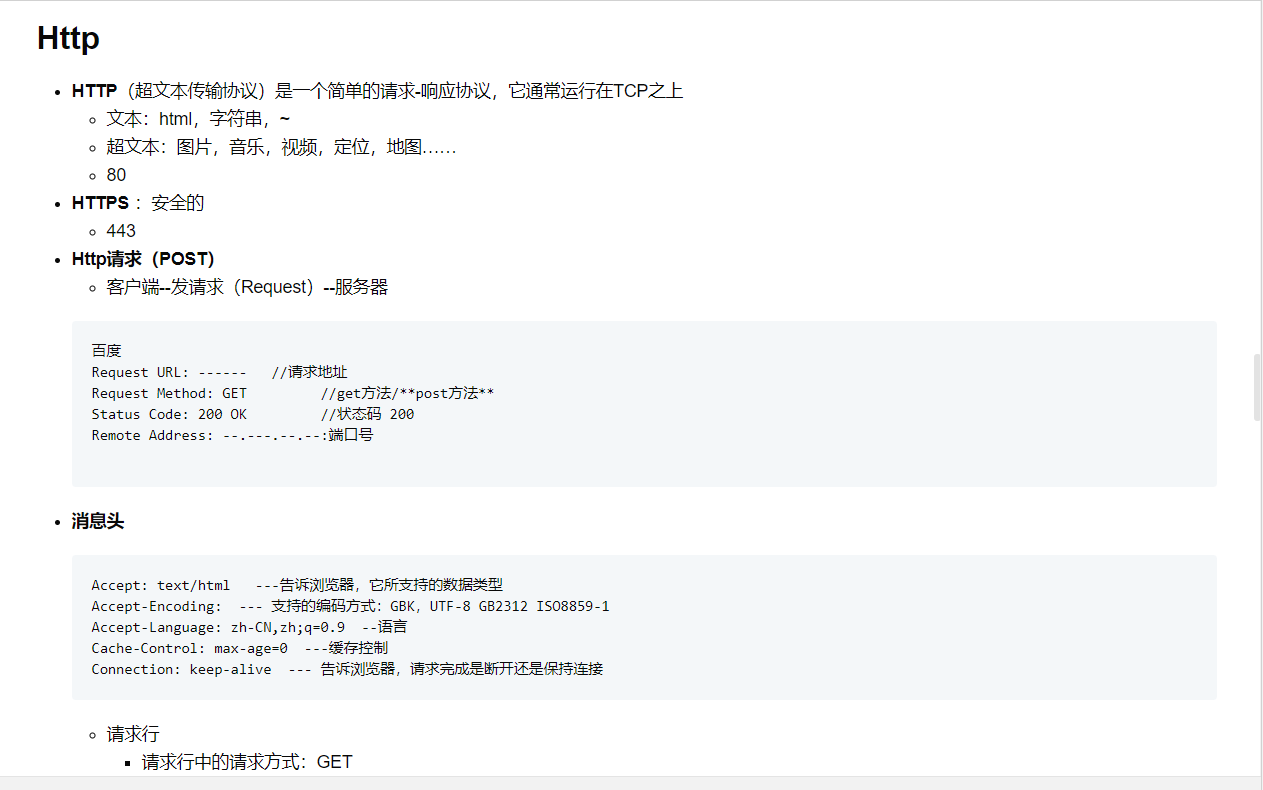 Http
HTTP（超文本传输协议）是一个简单的请求-响应协议，它通常运行在TCP之上
文本：html，字符串，~
超文本：图片，音乐，视频，定位，地图……
80
HTTPS ：安全的
443
Http请求（POST）
客户端--发请求（Request）--服务器
百度
Request URL: ------   //请求地址
Request Method: GET         //get方法/**post方法**
Status Code: 200 OK         //状态码 200
Remote Address: --.---.--.--:端口号
消息头
Accept: text/html   ---告诉浏览器，它所支持的数据类型
Accept-Encoding:  --- 支持的编码方式：GBK，UTF-8 GB2312 ISO8859-1
Accept-Language: zh-CN,zh;q=0.9  --语言
Cache-Control: max-age=0  ---缓存控制
Connection: keep-alive  --- 告诉浏览器，请求完成是断开还是保持连接
请求行
请求行中的请求方式：GET